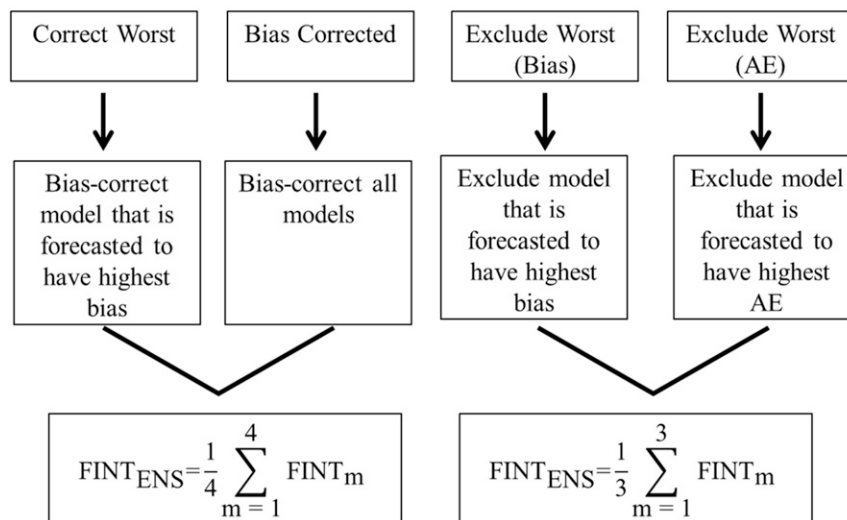 Correct Worst
Bias Corrected
Exclude Worst
(Bias)
Exclude Worst
(AE)
Bias-correct
model that is
forecasted to
have highest
bias
Bias-correct all
models
Exclude model
that is
forecasted to
have highest
bias
Exclude model
that is
forecasted to
have highest
AE
FINT_ENS = 1/4 ∑_{m = 1}^{4} FINT_m
FINT_ENS = 1/3 ∑_{m = 1}^{3} FINT_m